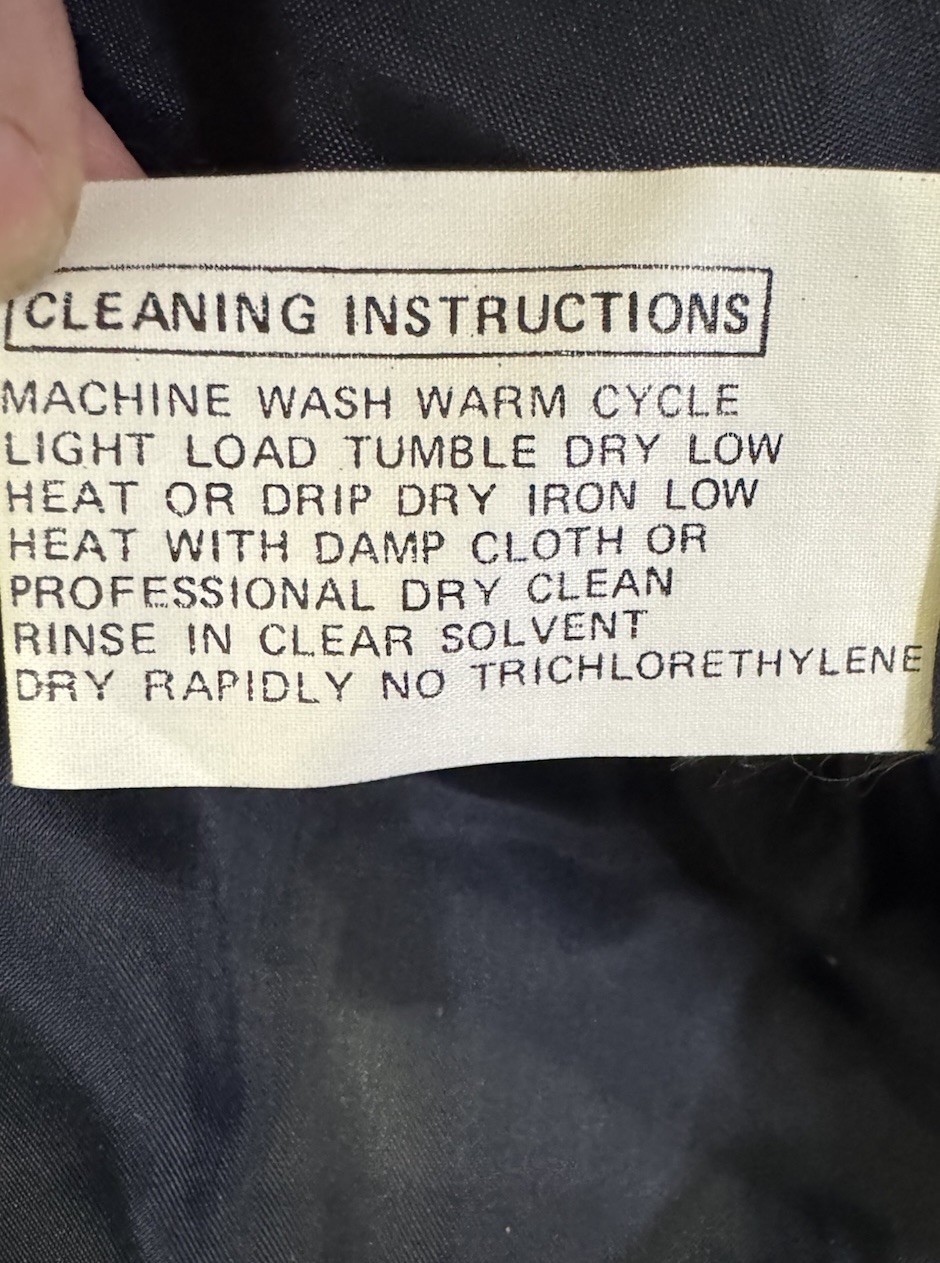 CLEANING INSTRUCTIONS
MACHINE WASH WARM CYCLE
LIGHT LOAD TUMBLE DRY LOW
HEAT OR DRIP DRY IRON LOW
HEAT WITH DAMP CLOTH OR
PROFESSIONAL DRY CLEAN
RINSE IN CLEAR SOLVENT
DRY RAPIDLY NO TRICHLORETHYLENE